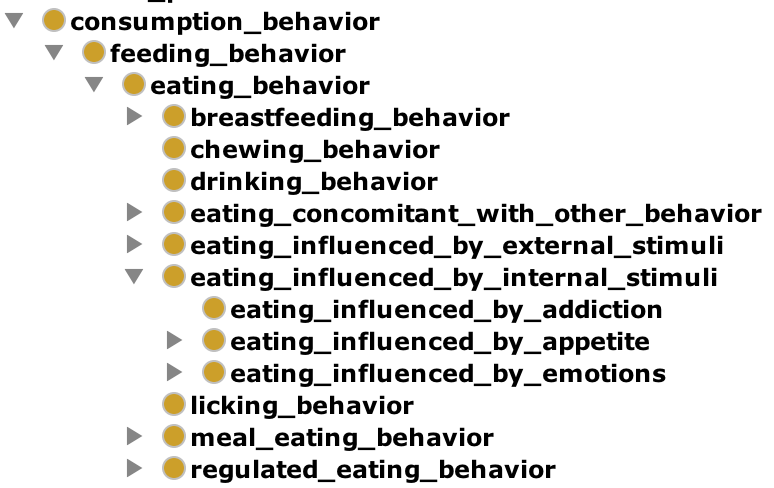 consumption_behavior
feeding_behavior
eating_behavior
breastfeeding_behavior
chewing_behavior
drinking_behavior
eating_concomitant_with_other_behavior
eating_influenced_by_external_stimuli
eating_influenced_by_internal_stimuli
eating_influenced_by_addiction
eating_influenced_by_appetite
eating_influenced_by_emotions
licking_behavior
meal_eating_behavior
regulated_eating_behavior